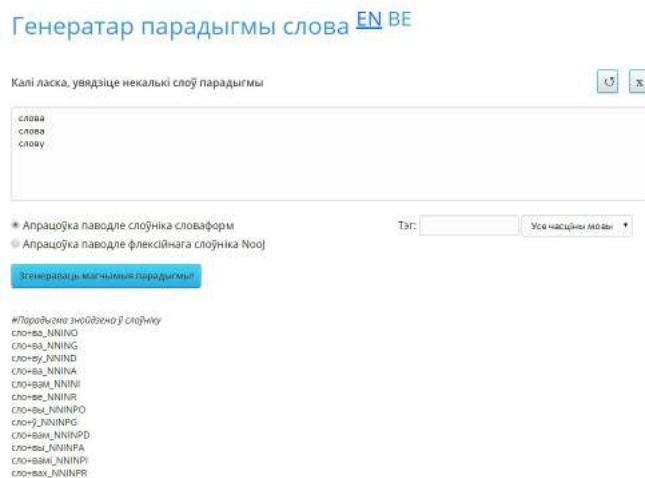 Генератар парадыгмы слова EN BE
Калі ласка, увядзіце некалькі слоў парадыгмы
x
слова
слова
слову
Апрацоўка паводле слоўніка словаформ
Тэг:
Усе часціны мовы
Апрацоўка паводле флексійнага слоўніка NooJ
Згенераваць магчымыя парадыгмы!
#Парадыгма знойдзена ў слоўніку
сло+ва_NNINO
сло+ва_NNING
сло+ву_NNIND
сло+ва_NNINA
сло+вам_NNINI
сло+ве_NNINR
сло+вы_NNINPO
сло+ў_NNINPG
сло+вам_NNINPD
сло+вы_NNINPA
сло+вамі_NNINPI
сло+вах_NNINPR